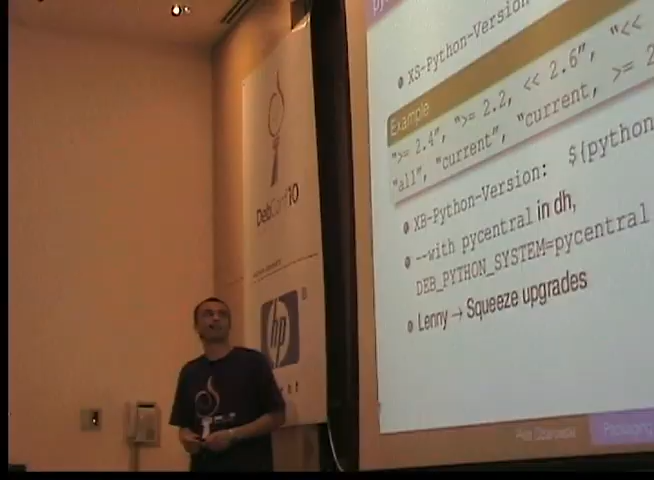 XS-Python-Version
Example
">= 2.4", ">= 2.2, << 2.6", "<<
"all", "current", "current, >= 2
XB-Python-Version: ${python
--with pycentral in dh,
DEB_PYTHON_SYSTEM=pycentral
Lenny → Squeeze upgrades
DebConf10
hp